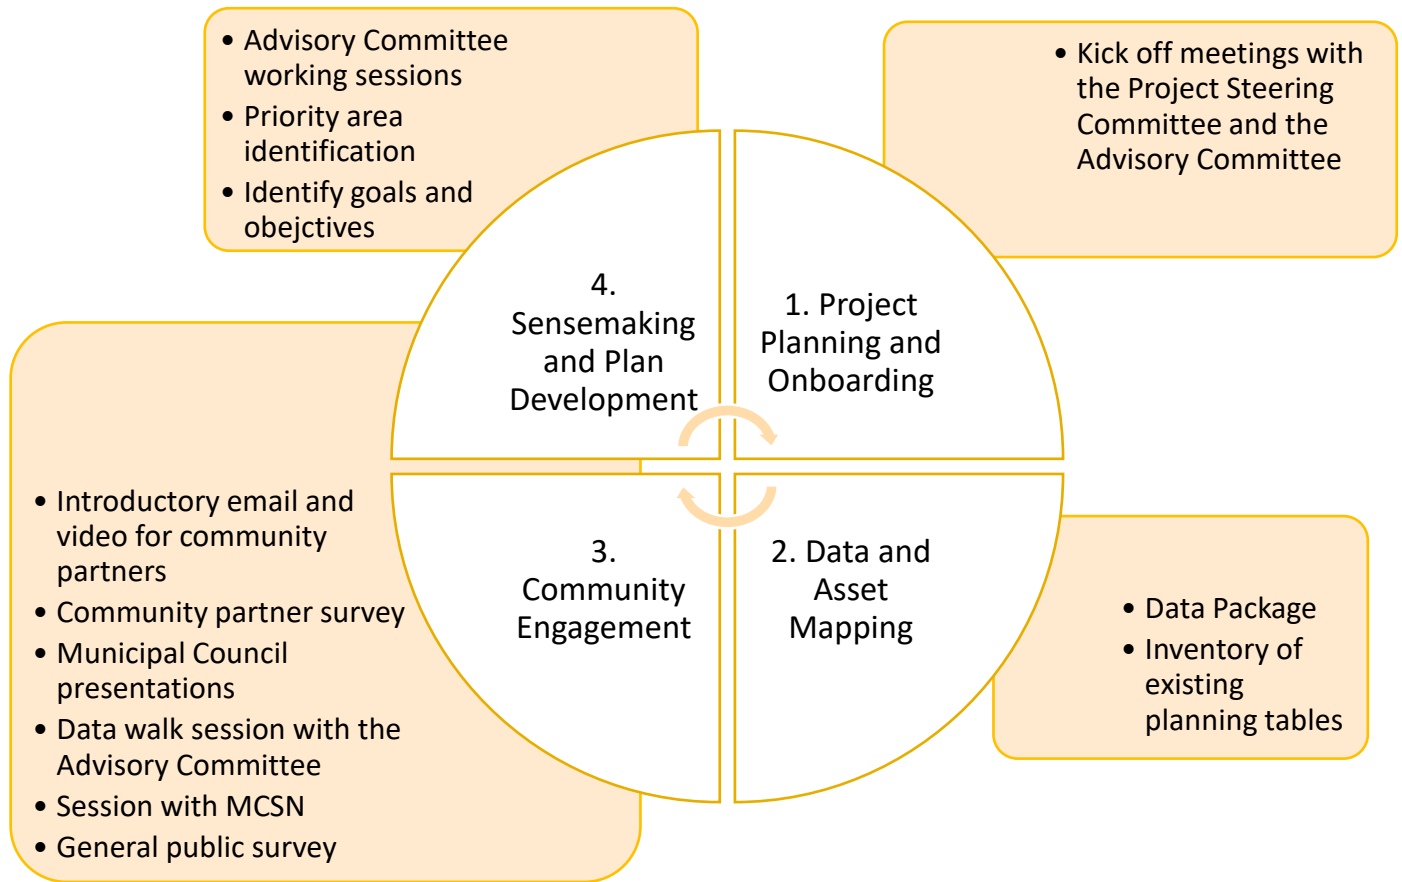 • Advisory Committee
working sessions
• Priority area
identification
• Identify goals and
obejctives
• Kick off meetings with
the Project Steering
Committee and the
Advisory Committee
4.
Sensemaking
and Plan
Development
1. Project
Planning and
Onboarding
3.
Community
Engagement
2. Data and
Asset
Mapping
• Introductory email and
video for community
partners
• Community partner survey
• Municipal Council
presentations
• Data walk session with the
Advisory Committee
• Session with MCSN
• General public survey
• Data Package
• Inventory of
existing
planning tables